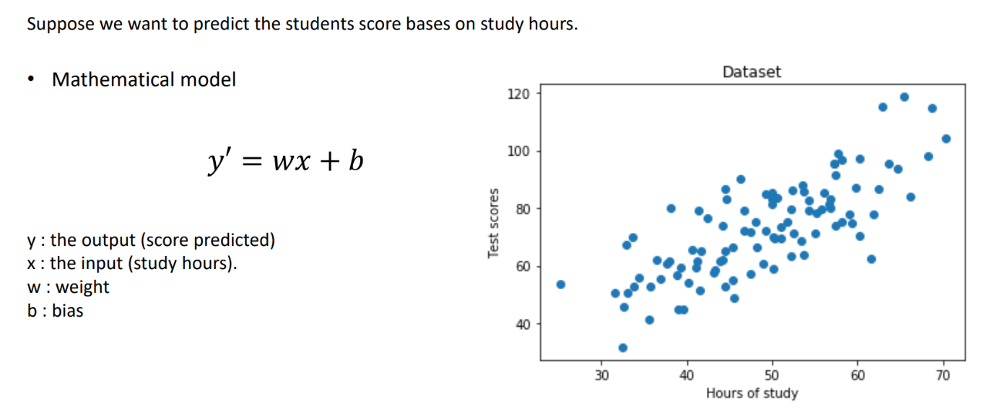 Suppose we want to predict the students score bases on study hours.
• Mathematical model
y′ = wx + b
y : the output (score predicted)
x : the input (study hours).
w : weight
b : bias
Dataset
Test scores
120
100
80
60
40
30 40 50 60 70
Hours of study